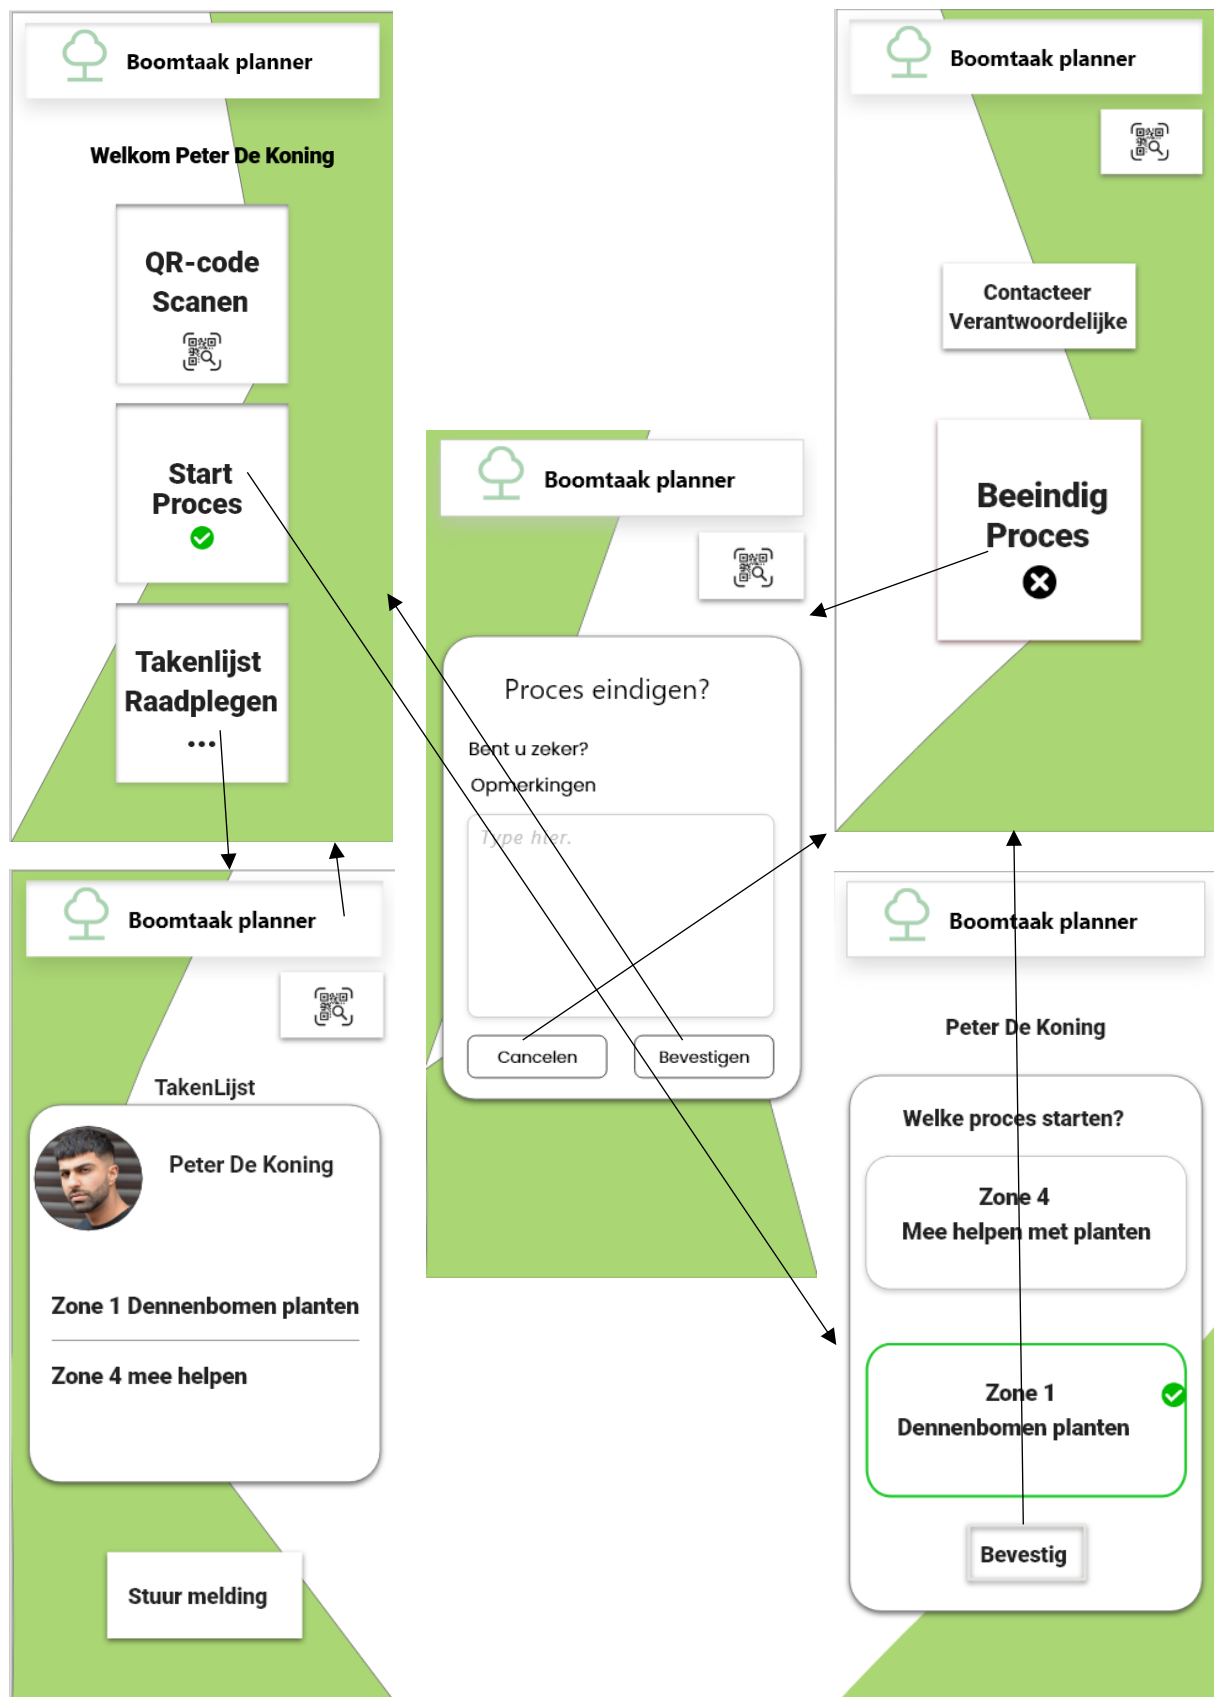 Boomtaak planner
Welkom Peter De Koning
QR-code
Scanen
Start
Proces
Takenlijst
Raadplegen
...
Boomtaak planner
TakenLijst
Peter De Koning
Zone 1 Dennenbomen planten
Zone 4 mee helpen
Stuur melding
Boomtaak planner
Proces eindigen?
Bent u zeker?
Opmerkingen
Type hier.
Cancelen
Bevestigen
Boomtaak planner
Contacteer
Verantwoordelijke
Beeindig
Proces
Boomtaak planner
Peter De Koning
Welke proces starten?
Zone 4
Mee helpen met planten
Zone 1
Dennenbomen planten
Bevestig